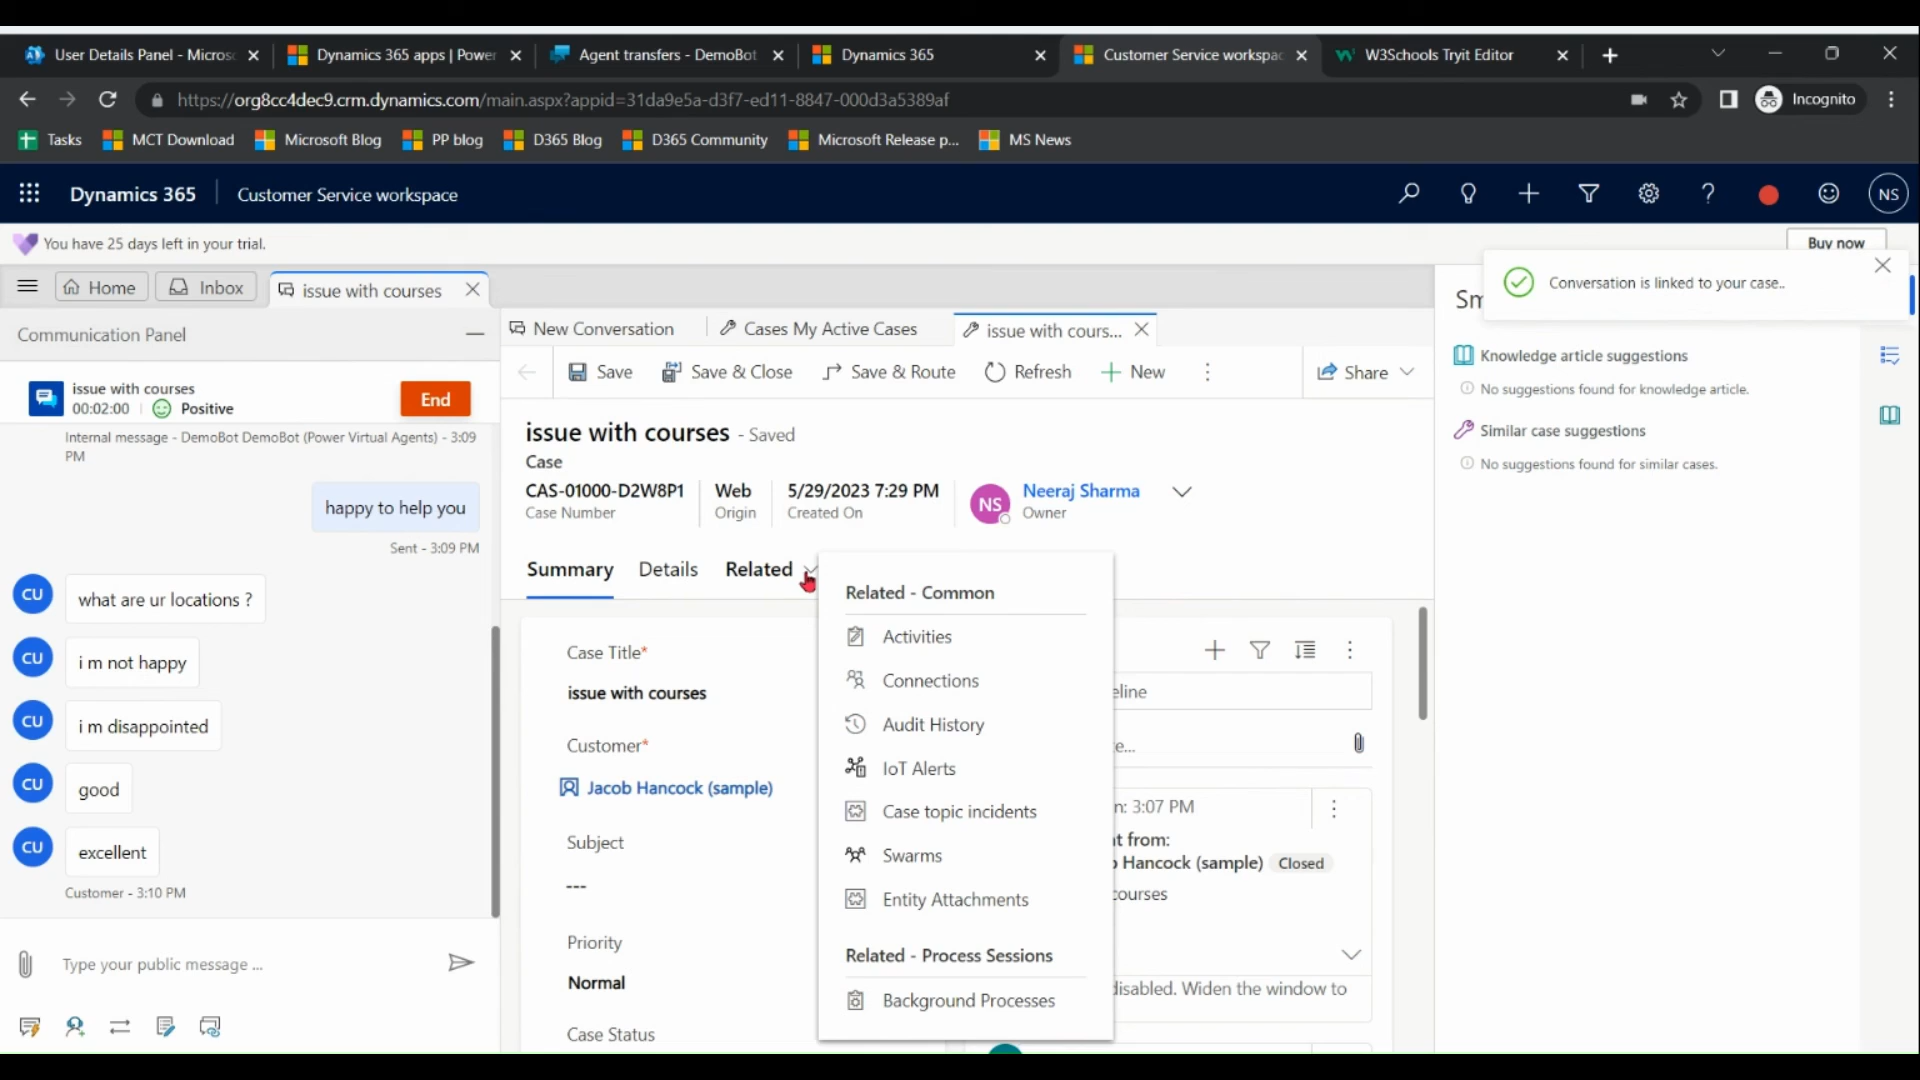 User Details Panel - Micros
Dynamics 365 apps | Power
Agent transfers - DemoBot
Dynamics 365
Customer Service workspac
W3Schools Tryit Editor
https://org8cc4dec9.crm.dynamics.com/main.aspx?appid=31da9e5a-d3f7-ed11-8847-000d3a5389af
Incognito
Tasks
MCT Download
Microsoft Blog
PP blog
D365 Blog
D365 Community
Microsoft Release p...
MS News
Dynamics 365
Customer Service workspace
NS
You have 25 days left in your trial.
Buy now
Home
Inbox
issue with courses
Sm
Conversation is linked to your case..
Communication Panel
New Conversation
Cases My Active Cases
issue with cours...
Save
Save & Close
Save & Route
Refresh
New
Share
issue with courses
00:02:00
Positive
End
Internal message - DemoBot DemoBot (Power Virtual Agents) - 3:09
PM
happy to help you
Sent - 3:09 PM
CU
what are ur locations ?
CU
i m not happy
CU
i m disappointed
CU
good
CU
excellent
Customer - 3:10 PM
Type your public message ...
issue with courses - Saved
Case
CAS-01000-D2W8P1
Case Number
Web
Origin
5/29/2023 7:29 PM
Created On
NS
Neeraj Sharma
Owner
Summary
Details
Related
Case Title*
issue with courses
Customer*
Jacob Hancock (sample)
Subject
---
Priority
Normal
Case Status
Related - Common
Activities
Connections
Audit History
IoT Alerts
Case topic incidents
Swarms
Entity Attachments
Related - Process Sessions
Background Processes
eline
e...
n: 3:07 PM
t from:
Hancock (sample)
Closed
courses
disabled. Widen the window to
Knowledge article suggestions
No suggestions found for knowledge article.
Similar case suggestions
No suggestions found for similar cases.